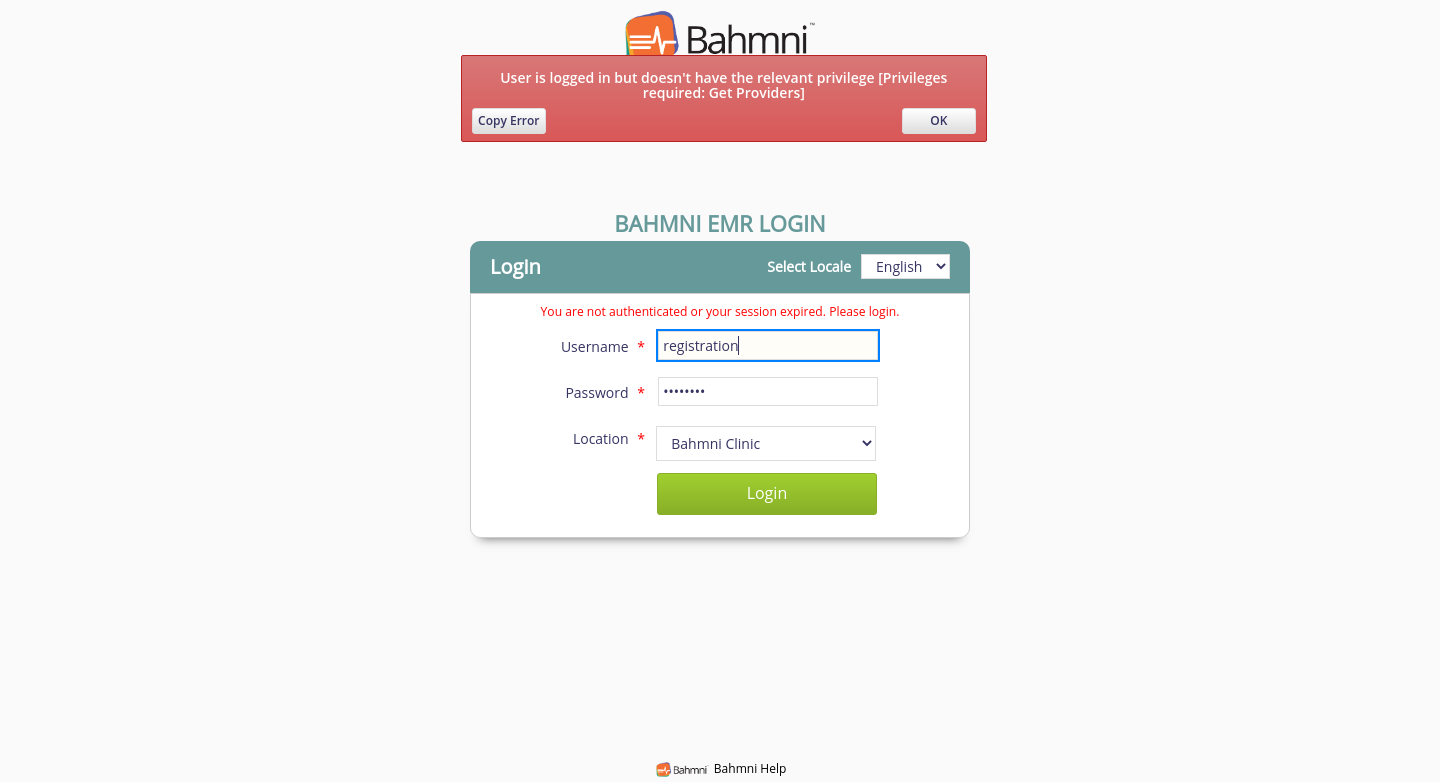 Bahmni™
User is logged in but doesn't have the relevant privilege [Privileges
required: Get Providers]
Copy Error
OK
BAHMNI EMR LOGIN
Login
Select Locale
English
You are not authenticated or your session expired. Please login.
Username *
registration
Password *
••••••••
Location *
Bahmni Clinic
Login
Bahmni Bahmni Help